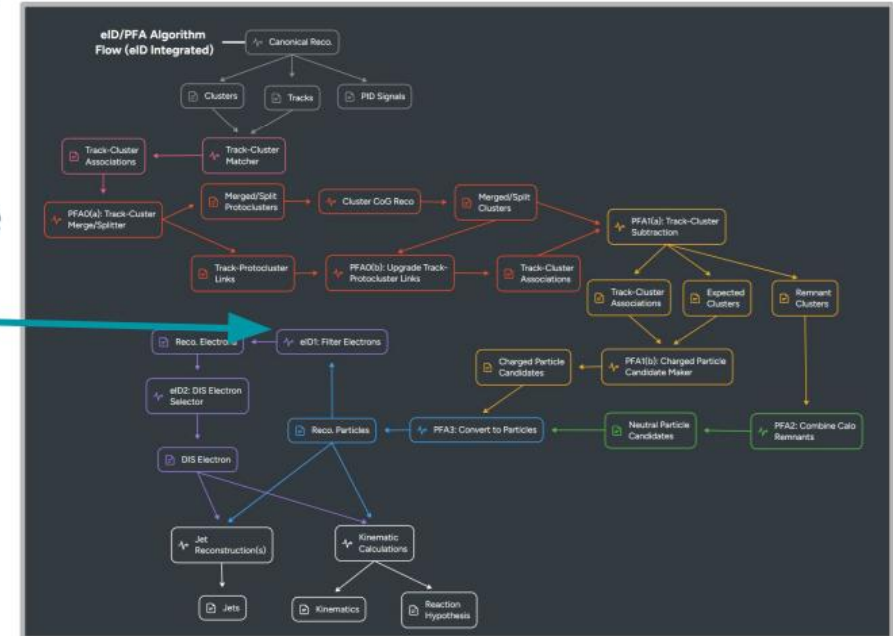 eID/PFA Algorithm
Flow (eID Integrated)
Canonical Reco.
Clusters
Tracks
PID Signals
Track-Cluster
Associations
Track-Cluster
Matcher
PFA0(a): Track-Custer
Merge/Splitter
Merged/Split
Protoclusters
Cluster CoG Reco
Merged/Split
Clusters
PFA1(a): Track-Cluster
Subtraction
Track-Protocluster
Links
PFA0(b): Upgrade Track-
Protocluster Links
Track-Cluster
Associations
Track-Cluster
Associations
Expected
Clusters
Remnant
Clusters
Reco. Electrons
eID1: Filter Electrons
Charged Particle
Candidates
PFA1(b): Charged Particle
Candidate Maker
eID2: DIS Electron
Selector
Reco. Particles
PFA3: Convert to Particles
Neutral Particle
Candidates
PFA2: Combine Calo
Remnants
DIS Electron
Jet
Reconstruction(s)
Kinematic
Calculations
Jets
Kinematics
Reaction
Hypothesis